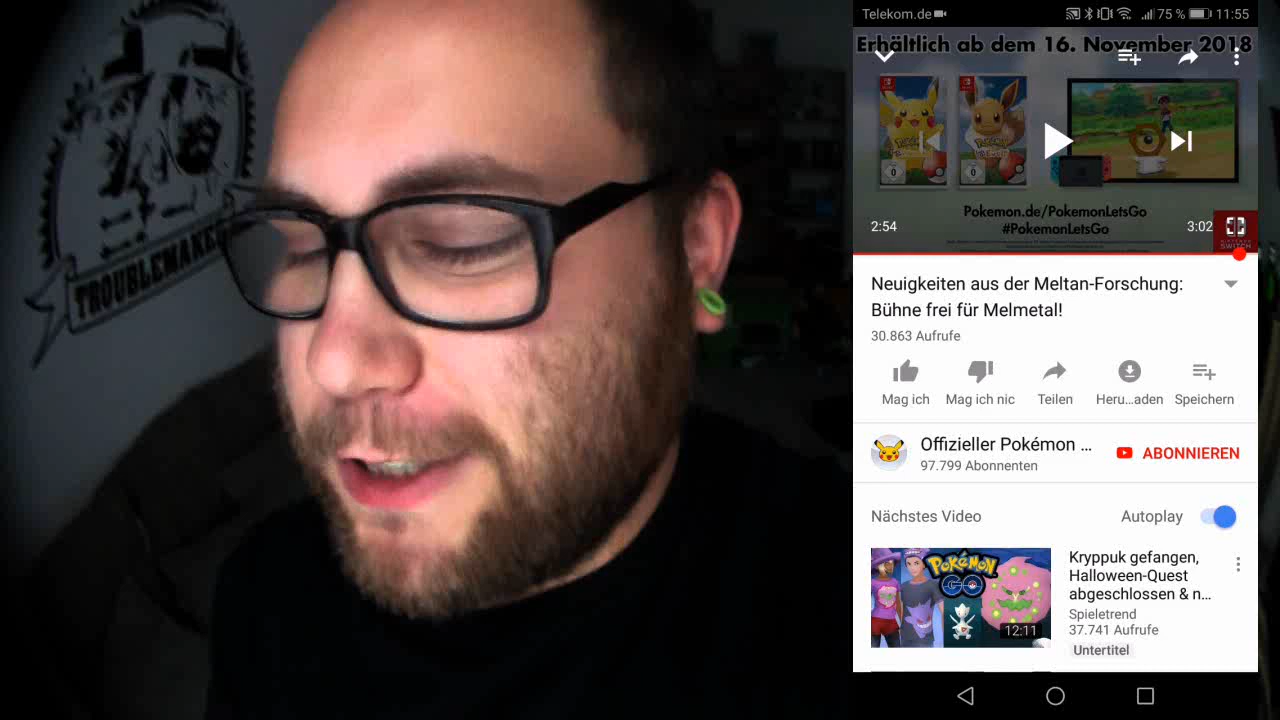 TROUBLEMAKER
Telekom.de
75 %
11:55
Erhältlich ab dem 16. November 2018
Pokemon.de/PokemonLetsGo
#PokemonLetsGo
2:54
3:02
SWITCH
Neuigkeiten aus der Meltan-Forschung:
Bühne frei für Melmetal!
30.863 Aufrufe
Mag ich
Mag ich nic
Teilen
Heru…aden
Speichern
Offizieller Pokémon ...
97.799 Abonnenten
ABONNIEREN
Nächstes Video
Autoplay
POKÉMON
GO
12:11
Kryppuk gefangen,
Halloween-Quest
abgeschlossen & n...
Spieletrend
37.741 Aufrufe
Untertitel